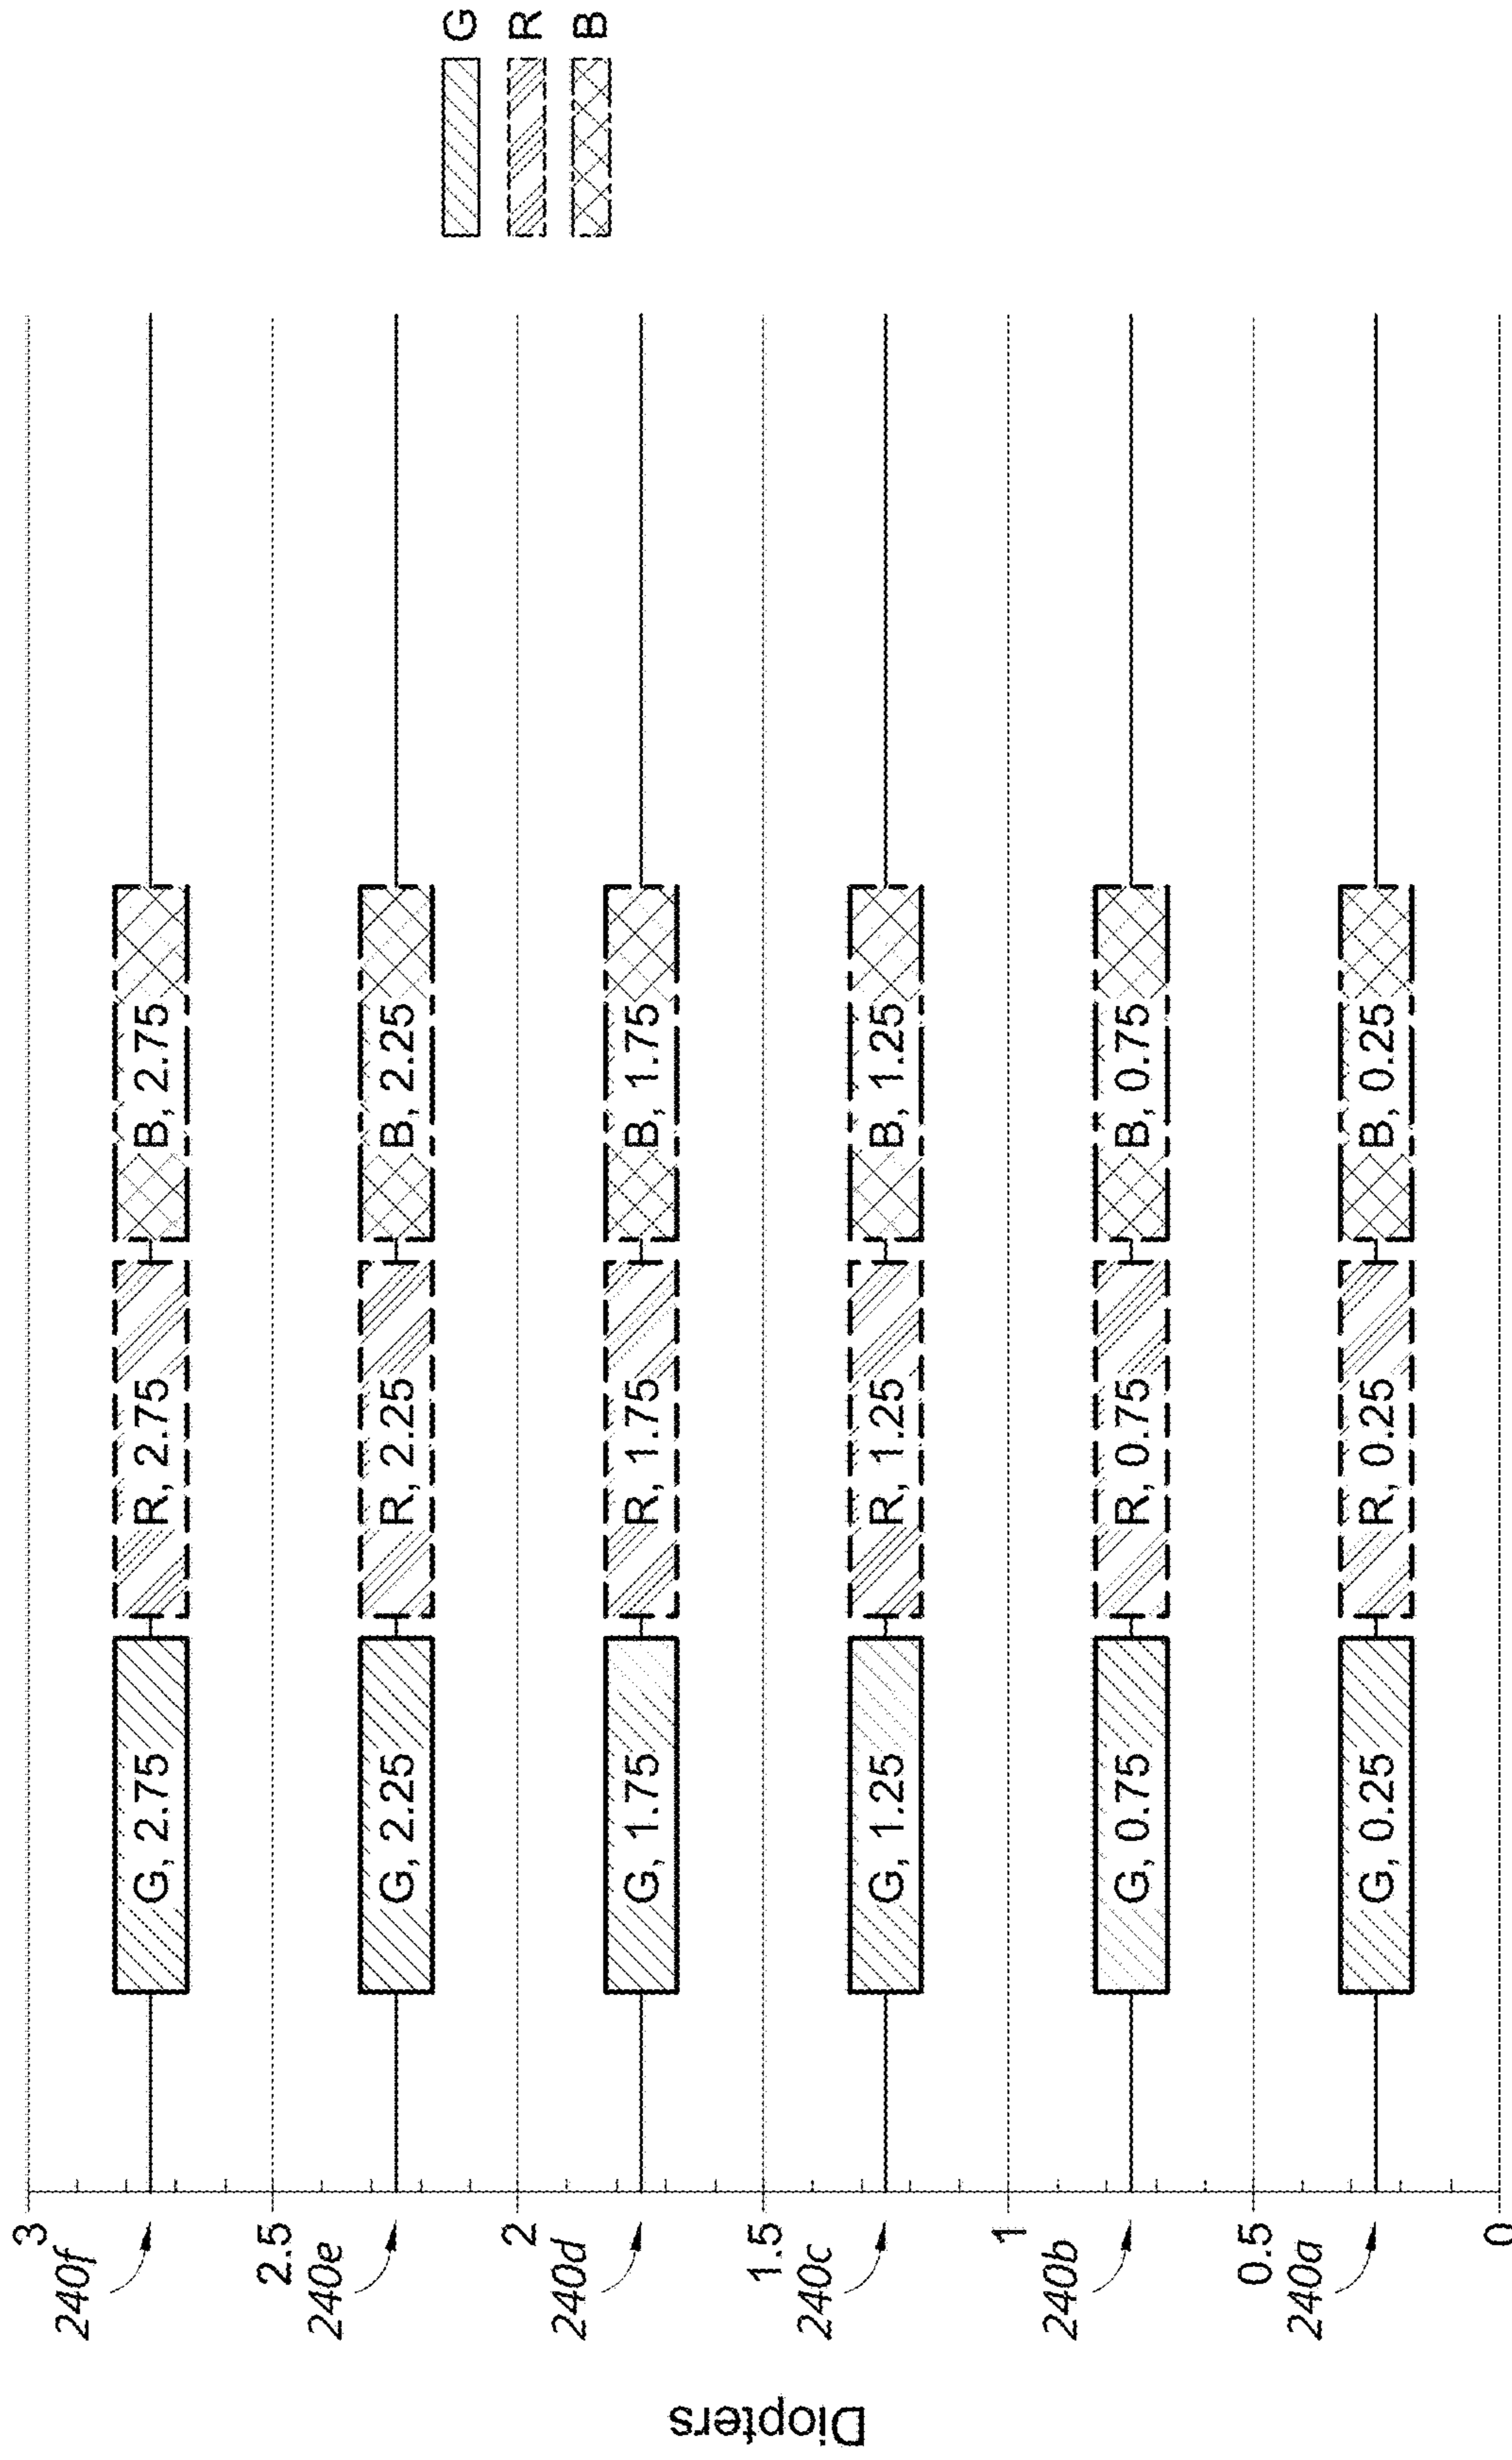 Diopters
3
240f
G, 2.75 R, 2.75 B, 2.75
2.5
240e
G, 2.25 R, 2.25 B, 2.25
2
240d
G, 1.75 R, 1.75 B, 1.75
1.5
240c
G, 1.25 R, 1.25 B, 1.25
1
240b
G, 0.75 R, 0.75 B, 0.75
0.5
240a
G, 0.25 R, 0.25 B, 0.25
0
G
R
B